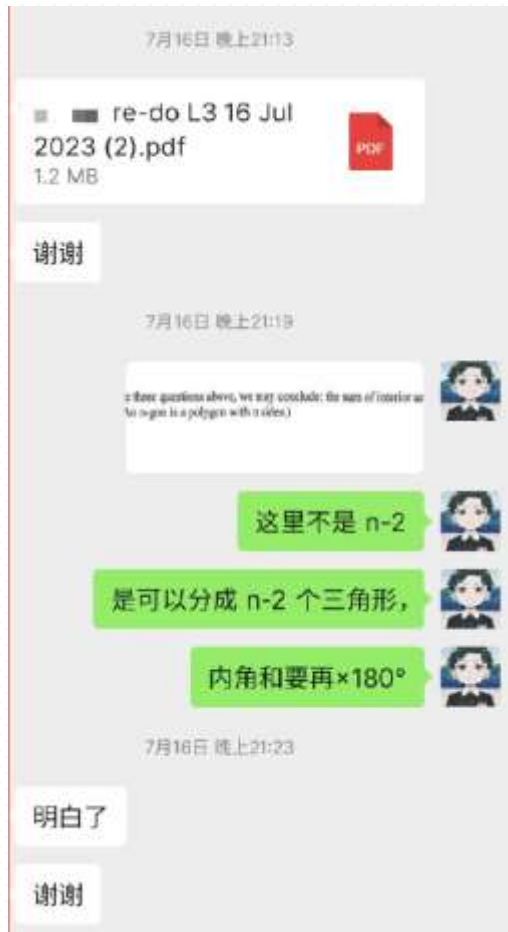 7月16日 晚上21:13
re-do L3 16 Jul
2023 (2).pdf
PDF
1.2 MB
谢谢
7月16日 晚上21:19
three questions above, we may conclude: the sum of interior
n-gon is a polygon with n sides.)
这里不是 n-2
是可以分成 n-2 个三角形，
内角和要再×180°
7月16日 晚上21:23
明白了
谢谢